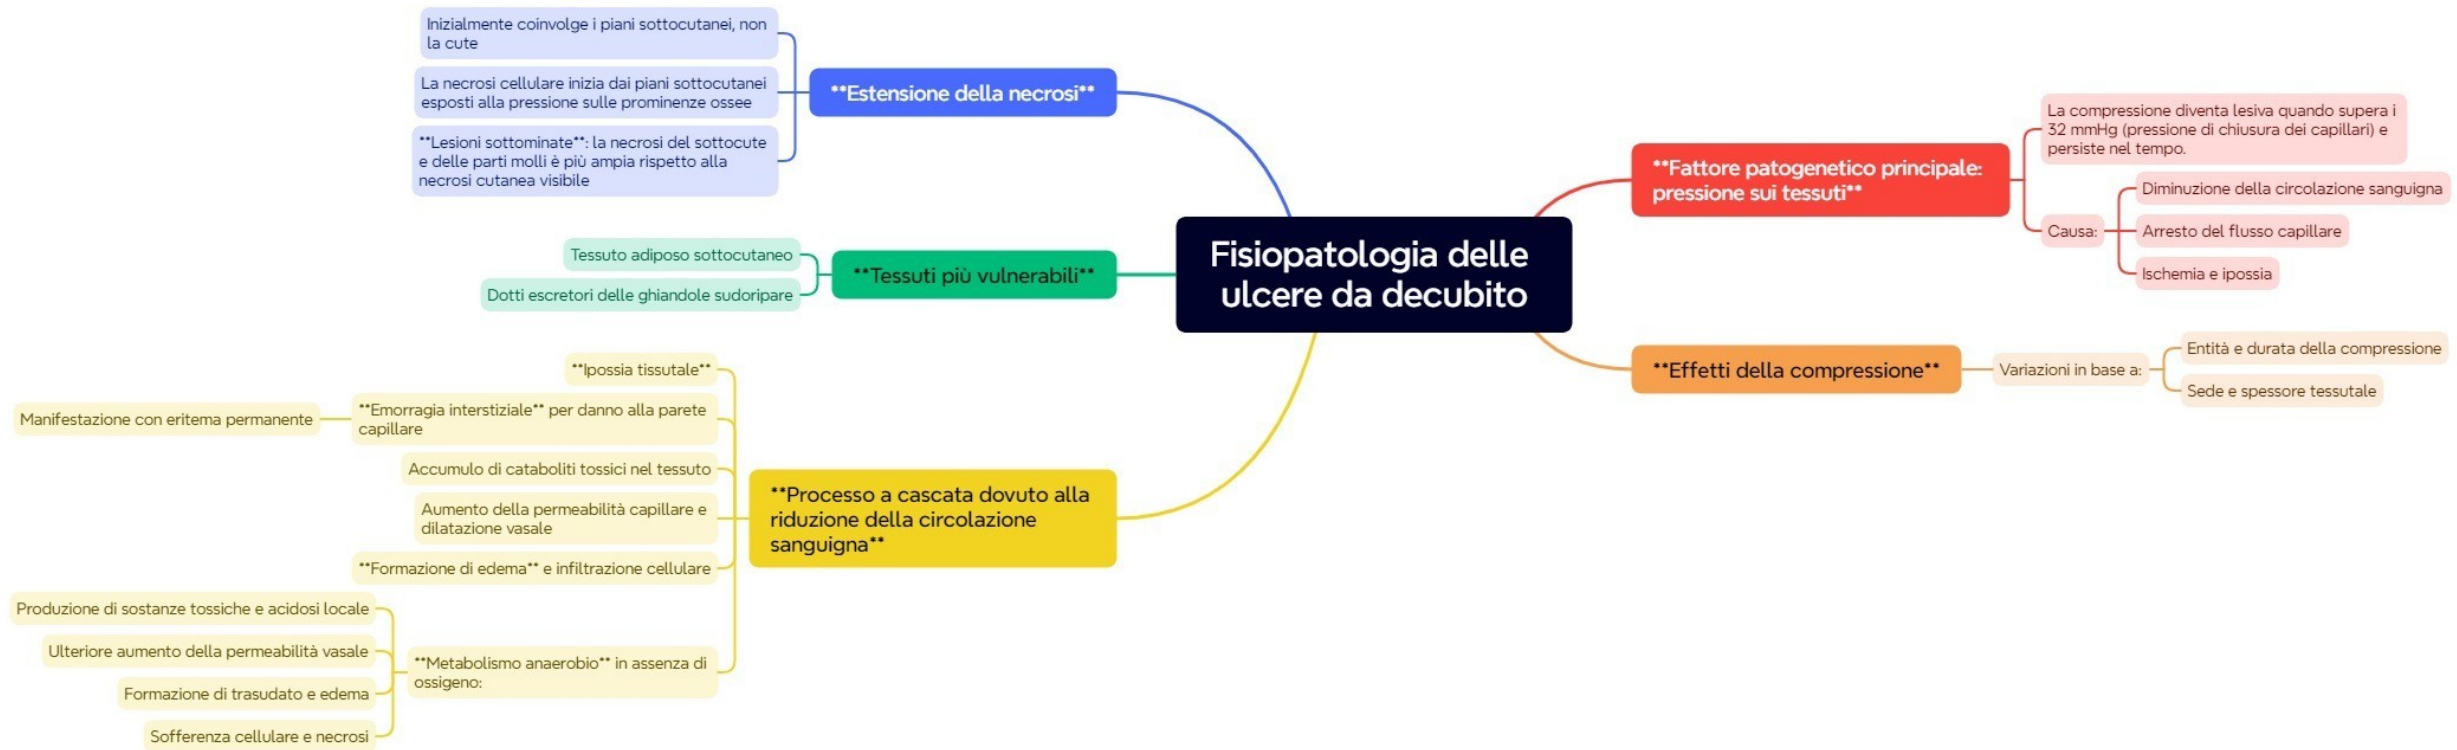 Fisiopatologia delle
ulcere da decubito
**Fattore patogenetico principale:
pressione sui tessuti**
La compressione diventa lesiva quando supera i
32 mmHg (pressione di chiusura dei capillari) e
persiste nel tempo.
Causa:
Diminuzione della circolazione sanguigna
Arresto del flusso capillare
Ischemia e ipossia
**Effetti della compressione**
Variazioni in base a:
Entità e durata della compressione
Sede e spessore tessutale
**Estensione della necrosi**
Inizialmente coinvolge i piani sottocutanei, non
la cute
La necrosi cellulare inizia dai piani sottocutanei
esposti alla pressione sulle prominenze ossee
**Lesioni sottominate**: la necrosi del sottocute
e delle parti molli è più ampia rispetto alla
necrosi cutanea visibile
**Tessuti più vulnerabili**
Tessuto adiposo sottocutaneo
Dotti escretori delle ghiandole sudoripare
**Processo a cascata dovuto alla
riduzione della circolazione
sanguigna**
**Ipossia tissutale**
**Emorragia interstiziale** per danno alla parete
capillare
Manifestazione con eritema permanente
Accumulo di cataboliti tossici nel tessuto
Aumento della permeabilità capillare e
dilatazione vasale
**Formazione di edema** e infiltrazione cellulare
**Metabolismo anaerobio** in assenza di
ossigeno:
Produzione di sostanze tossiche e acidosi locale
Ulteriore aumento della permeabilità vasale
Formazione di trasudato e edema
Sofferenza cellulare e necrosi